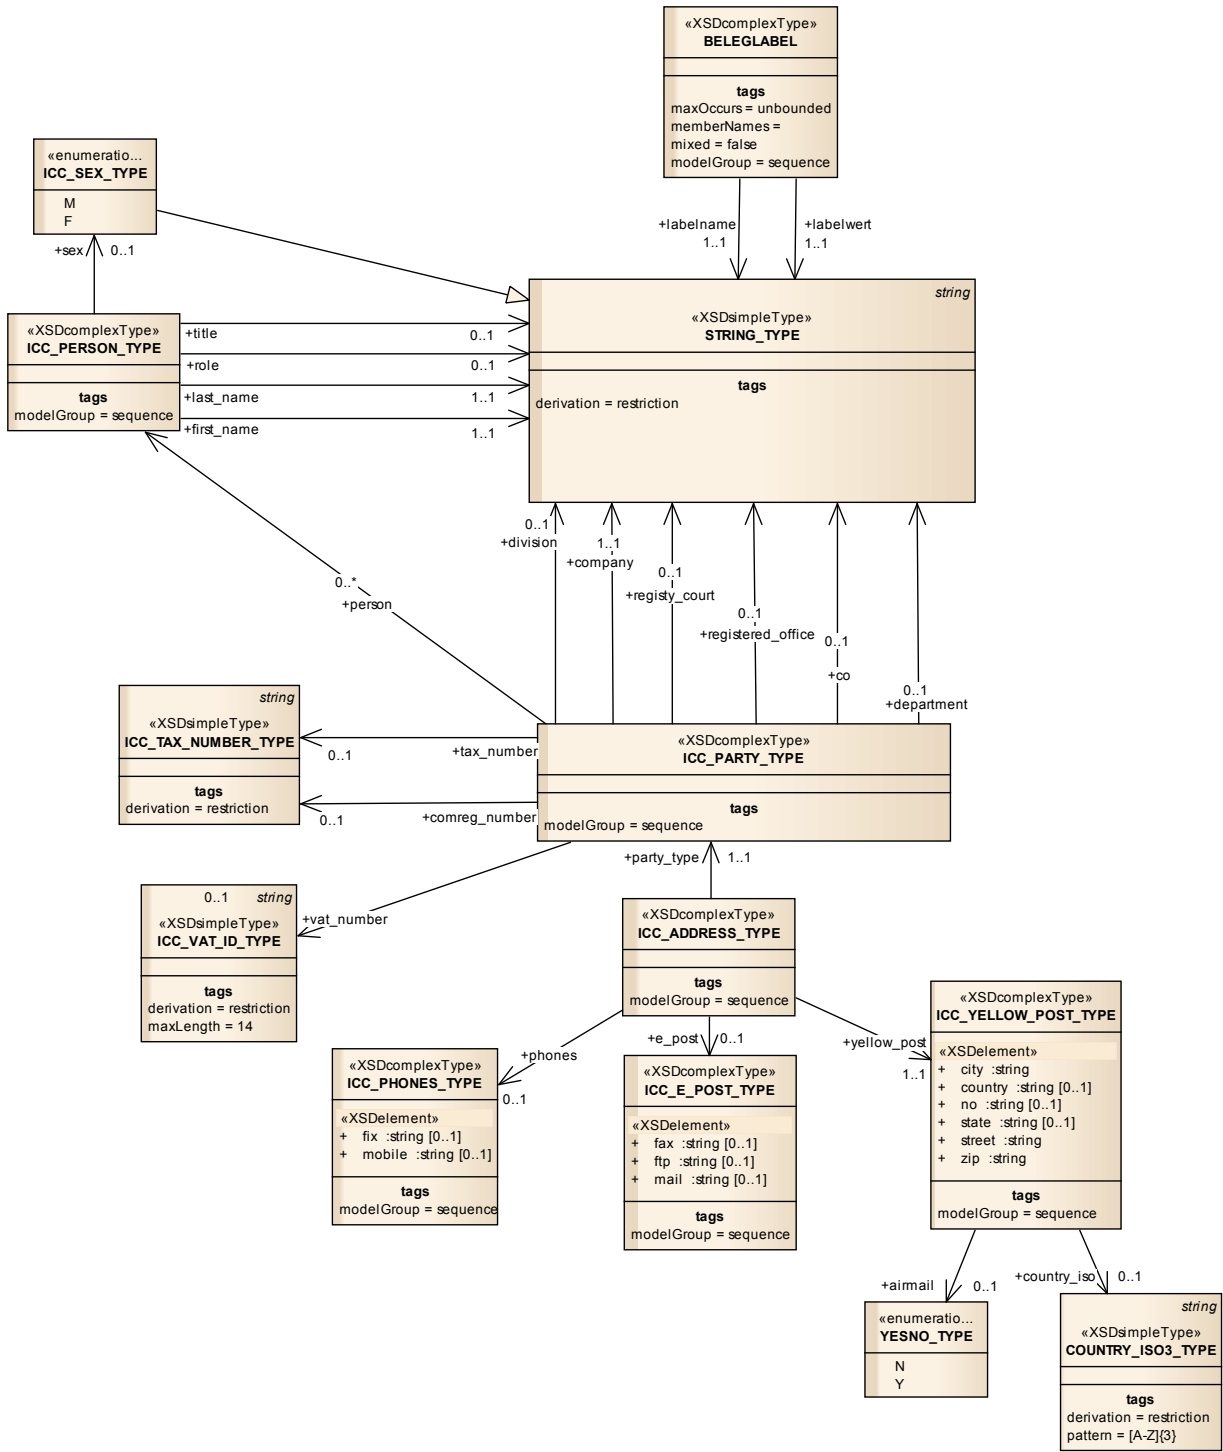 «XSDcomplexType»
BELEGLABEL
tags
maxOccurs = unbounded
memberNames =
mixed = false
modelGroup = sequence
+labelname
1..1
+labelwert
1..1
«enumeratio...
ICC_SEX_TYPE
M
F
+sex
0..1
«XSDcomplexType»
ICC_PERSON_TYPE
tags
modelGroup = sequence
+title
0..1
+role
0..1
+last_name
1..1
+first_name
1..1
string
«XSDsimpleType»
STRING_TYPE
tags
derivation = restriction
0..1
+division
1..1
+company
0..1
+registy_court
0..1
+registered_office
0..1
+co
0..1
+department
0..*
+person
string
«XSDsimpleType»
ICC_TAX_NUMBER_TYPE
tags
derivation = restriction
+tax_number
0..1
+comreg_number
0..1
«XSDcomplexType»
ICC_PARTY_TYPE
tags
modelGroup = sequence
+party_type
1..1
0..1
string
«XSDsimpleType»
ICC_VAT_ID_TYPE
tags
derivation = restriction
maxLength = 14
+vat_number
«XSDcomplexType»
ICC_ADDRESS_TYPE
tags
modelGroup = sequence
+phones
0..1
+e_post
0..1
+yellow_post
1..1
«XSDcomplexType»
ICC_PHONES_TYPE
«XSDelement»
+ fix :string [0..1]
+ mobile :string [0..1]
tags
modelGroup = sequence
«XSDcomplexType»
ICC_E_POST_TYPE
«XSDelement»
+ fax :string [0..1]
+ ftp :string [0..1]
+ mail :string [0..1]
tags
modelGroup = sequence
«XSDcomplexType»
ICC_YELLOW_POST_TYPE
«XSDelement»
+ city :string
+ country :string [0..1]
+ no :string [0..1]
+ state :string [0..1]
+ street :string
+ zip :string
tags
modelGroup = sequence
+airmail
0..1
+country_iso
0..1
«enumeratio...
YESNO_TYPE
N
Y
string
«XSDsimpleType»
COUNTRY_ISO3_TYPE
tags
derivation = restriction
pattern = [A-Z]{3}